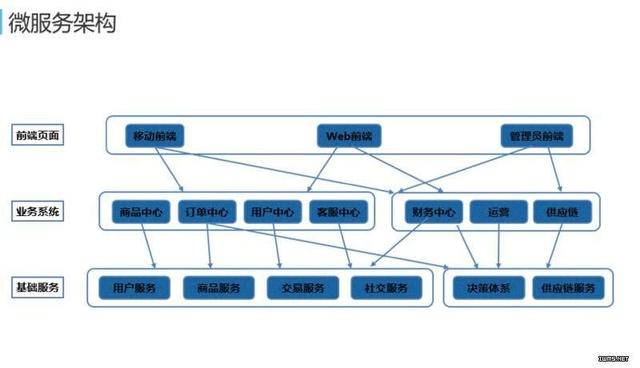 微服务架构
前端页面
移动前端
Web前端
管理员前端
业务系统
商品中心
订单中心
用户中心
客服中心
财务中心
运营
供应链
基础服务
用户服务
商品服务
交易服务
社交服务
决策体系
供应链服务